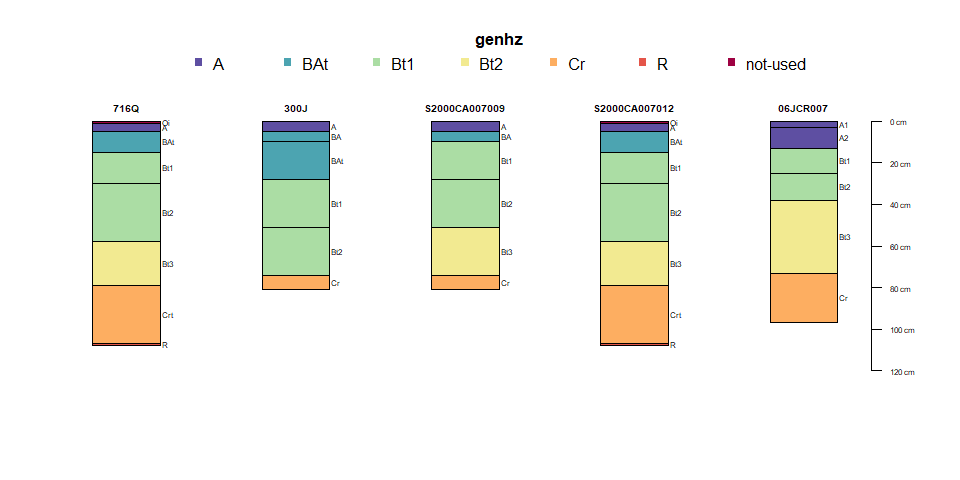 genhz
A BAt Bt1 Bt2 Cr R not-used
716Q 300J S2000CA007009 S2000CA007012 06JCR007
Oi
A
BAt
Bt1
Bt2
Bt3
Crt
R
A
BA
BAt
Bt1
Bt2
Cr
A
BA
Bt1
Bt2
Bt3
Cr
Oi
A
BAt
Bt1
Bt2
Bt3
Crt
R
A1
A2
Bt1
Bt2
Bt3
Cr
0 cm
20 cm
40 cm
60 cm
80 cm
100 cm
120 cm